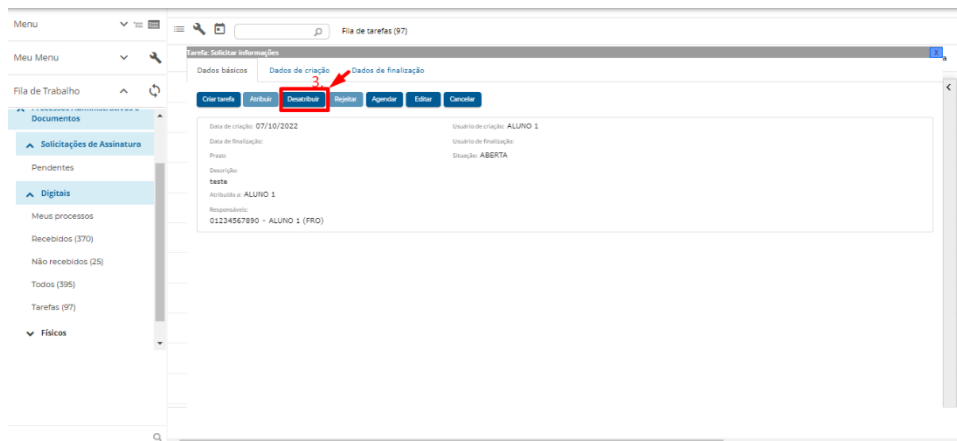 Menu
Fila de tarefas (97)
Meu Menu
Tarefa: Solicitar informações
X
a
Dados básicos Dados de criação Dados de finalização
3.
Fila de Trabalho
Criar tarefa Atribuir Desatribuir Rejeitar Agendar Editar Cancelar
Processos Administrativos e
Documentos
Data de criação: 07/10/2022 Usuário de criação: ALUNO 1
Solicitações de Assinatura
Data de finalização: Usuário de finalização:
Prazo: Situação: ABERTA
Pendentes
Descrição:
teste
Digitais
Atribuída a: ALUNO 1
Meus processos
Responsáveis:
01234567890 - ALUNO 1 (FRO)
Recebidos (370)
Não recebidos (25)
Todos (395)
Tarefas (97)
Físicos